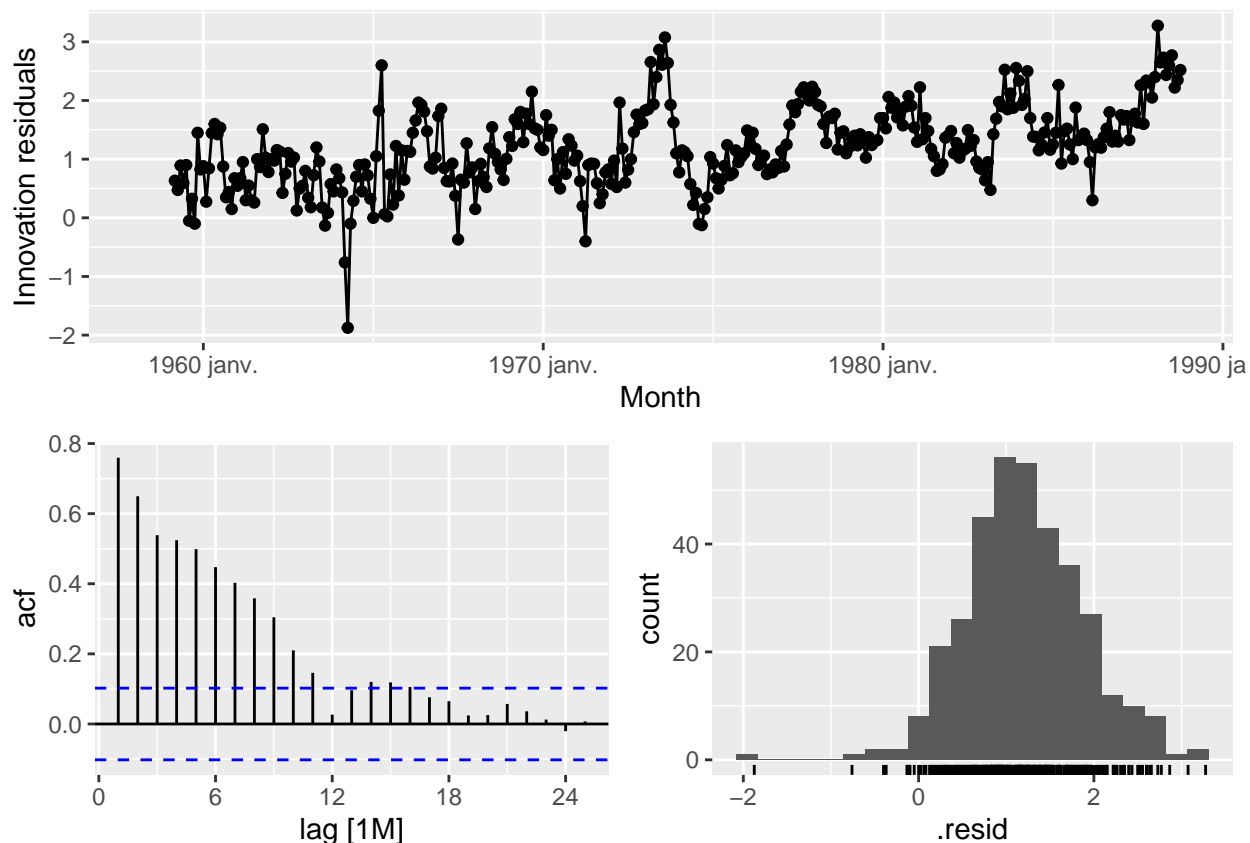 Innovation residuals
3
2
1
0
−1
−2
1960 janv.
1970 janv.
1980 janv.
1990 ja
Month
acf
0.8
0.6
0.4
0.2
0.0
0
6
12
18
24
lag [1M]
count
40
20
0
−2
0
2
.resid